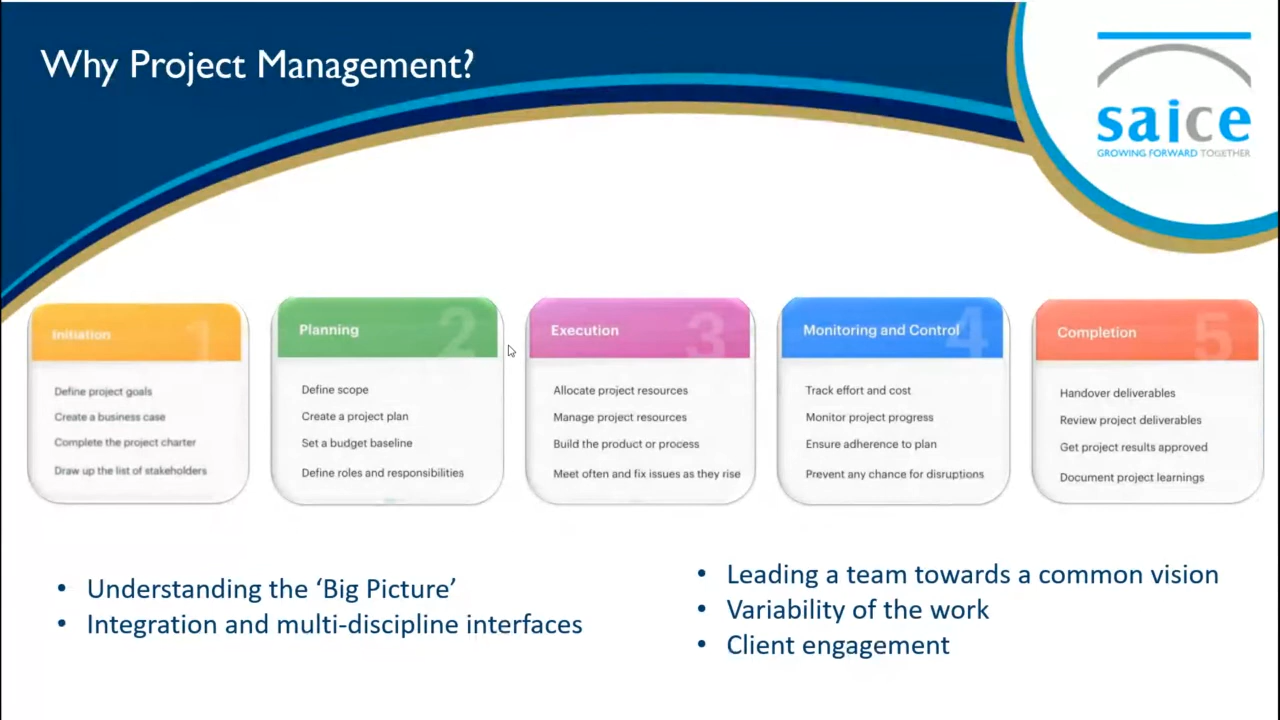 Why Project Management?
saice
GROWING FORWARD TOGETHER
Initiation 1
Define project goals
Create a business case
Complete the project charter
Draw up the list of stakeholders
Planning 2
Define scope
Create a project plan
Set a budget baseline
Define roles and responsibilities
Execution 3
Allocate project resources
Manage project resources
Build the product or process
Meet often and fix issues as they rise
Monitoring and Control 4
Track effort and cost
Monitor project progress
Ensure adherence to plan
Prevent any chance for disruptions
Completion 5
Handover deliverables
Review project deliverables
Get project results approved
Document project learnings
• Understanding the ‘Big Picture’
• Integration and multi-discipline interfaces
• Leading a team towards a common vision
• Variability of the work
• Client engagement